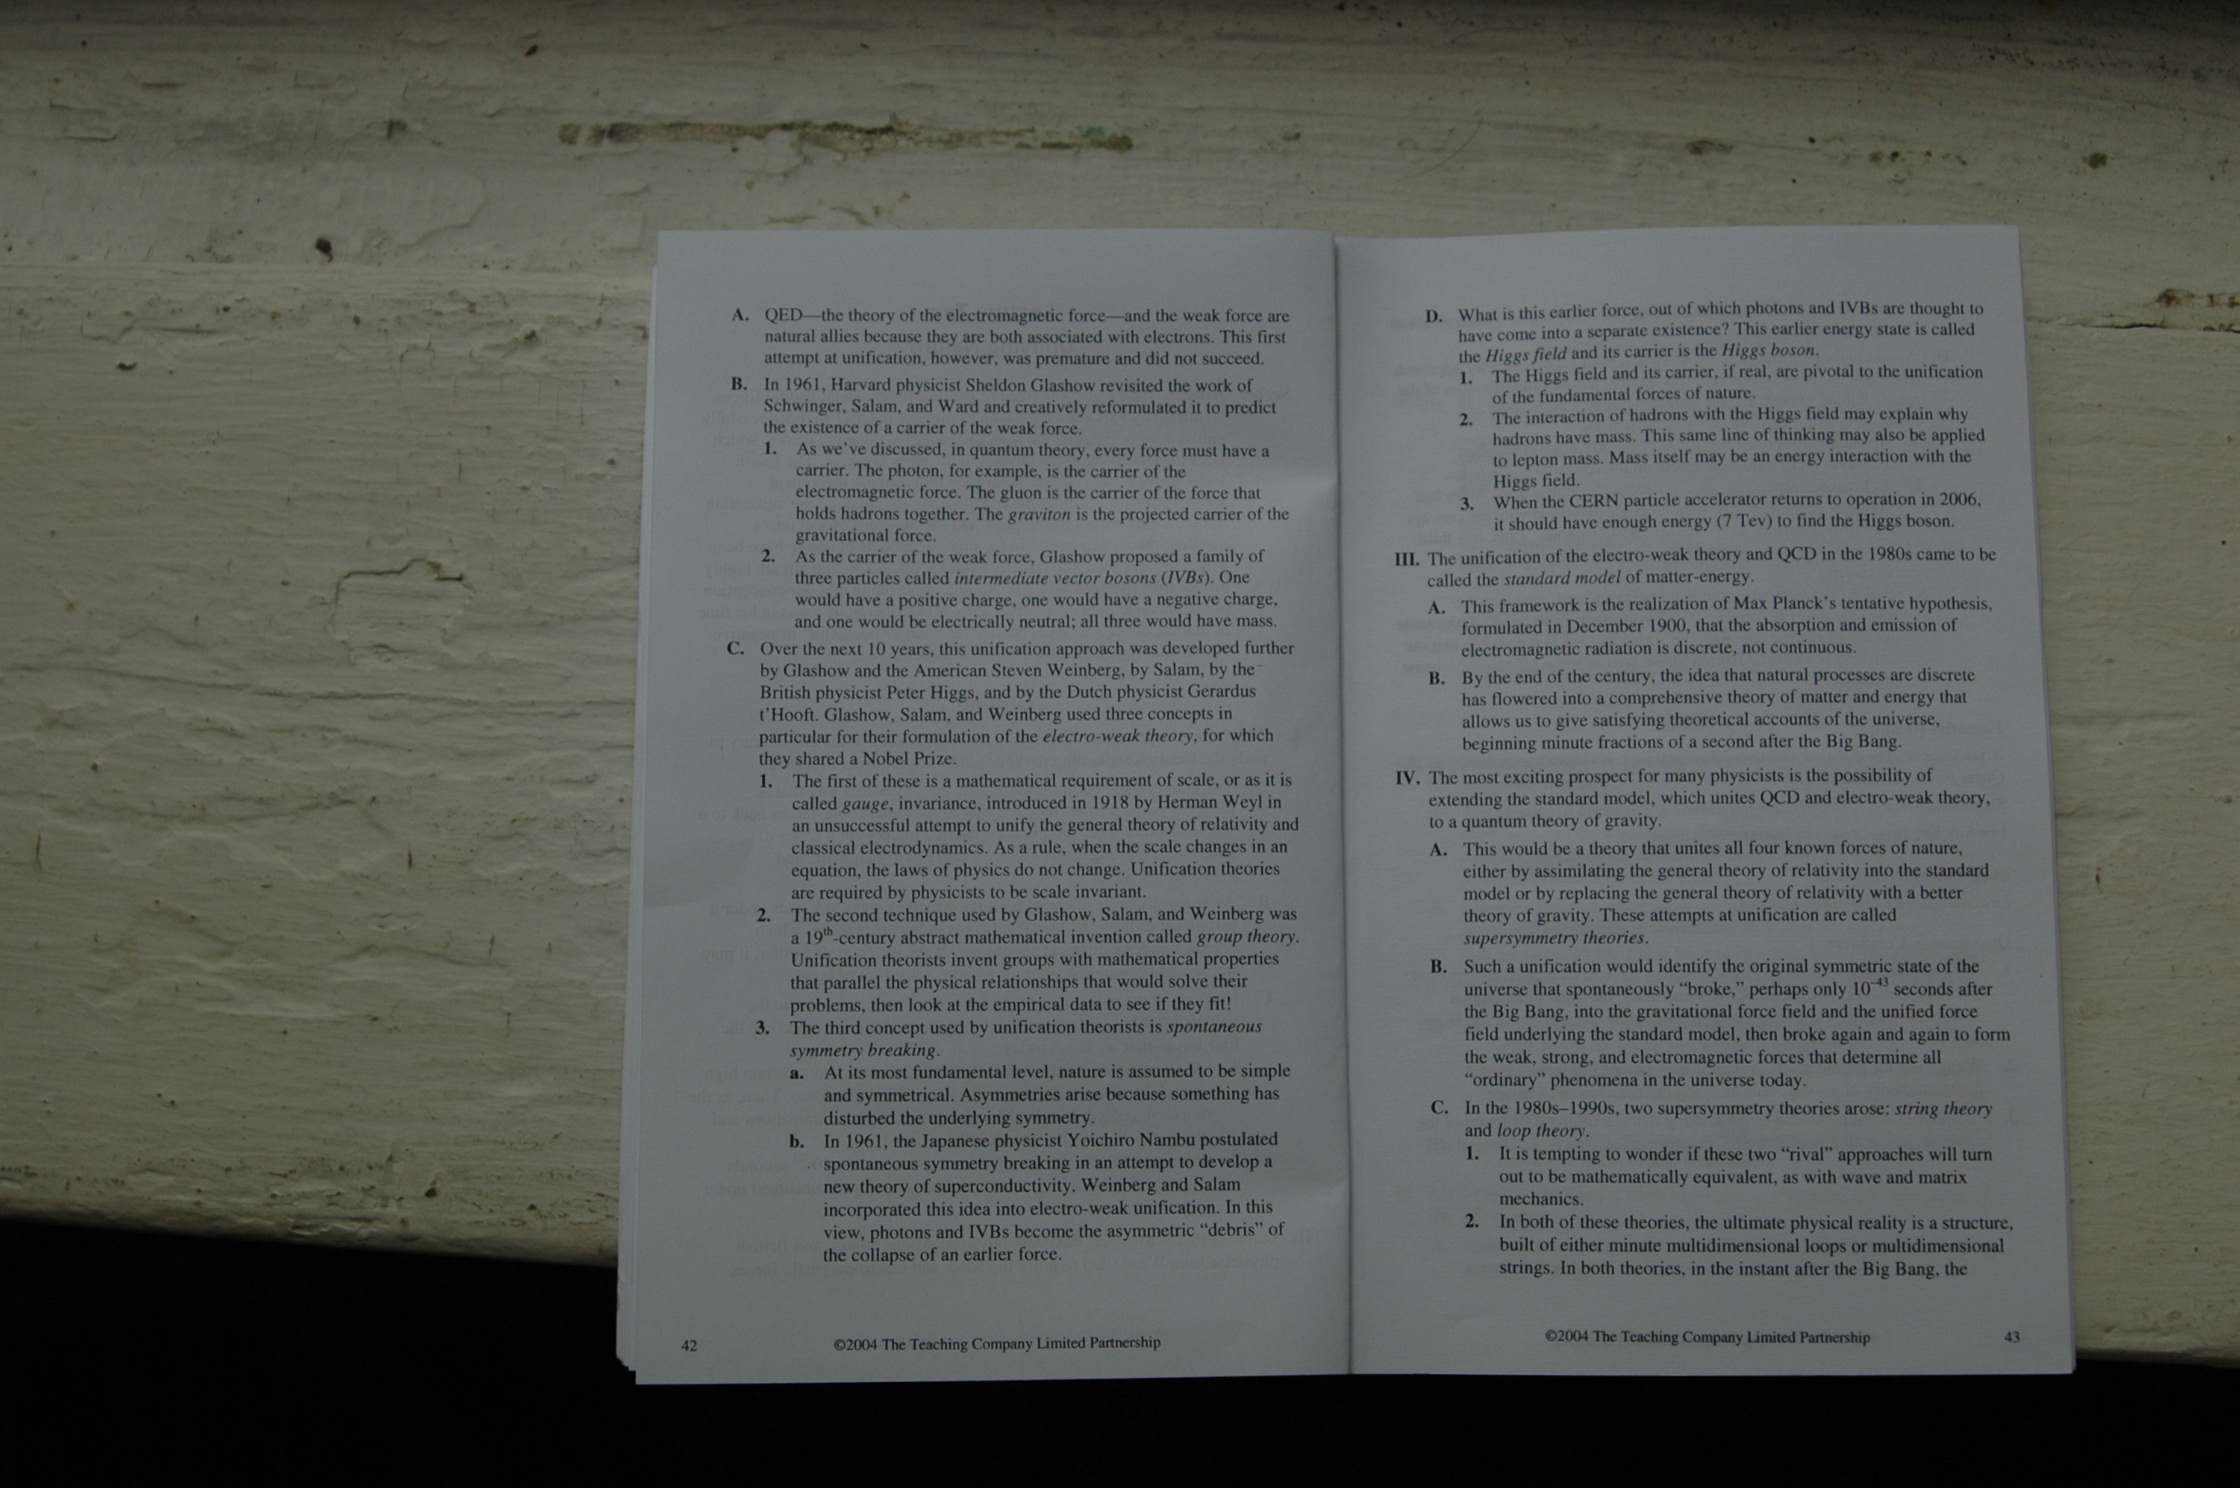 A. QED—the theory of the electromagnetic force—and the weak force are
natural allies because they are both associated with electrons. This first
attempt at unification, however, was premature and did not succeed.
B. In 1961, Harvard physicist Sheldon Glashow revisited the work of
Schwinger, Salam, and Ward and creatively reformulated it to predict
the existence of a carrier of the weak force.
1. As we've discussed, in quantum theory, every force must have a
carrier. The photon, for example, is the carrier of the
electromagnetic force. The gluon is the carrier of the force that
holds hadrons together. The graviton is the projected carrier of the
gravitational force.
2. As the carrier of the weak force, Glashow proposed a family of
three particles called intermediate vector bosons (IVBs). One
would have a positive charge, one would have a negative charge,
and one would be electrically neutral; all three would have mass.
C. Over the next 10 years, this unification approach was developed further
by Glashow and the American Steven Weinberg, by Salam, by the
British physicist Peter Higgs, and by the Dutch physicist Gerardus
t'Hooft. Glashow, Salam, and Weinberg used three concepts in
particular for their formulation of the electro-weak theory, for which
they shared a Nobel Prize.
1. The first of these is a mathematical requirement of scale, or as it is
called gauge, invariance, introduced in 1918 by Herman Weyl in
an unsuccessful attempt to unify the general theory of relativity and
classical electrodynamics. As a rule, when the scale changes in an
equation, the laws of physics do not change. Unification theories
are required by physicists to be scale invariant.
2. The second technique used by Glashow, Salam, and Weinberg was
a 19th-century abstract mathematical invention called group theory.
Unification theorists invent groups with mathematical properties
that parallel the physical relationships that would solve their
problems, then look at the empirical data to see if they fit!
3. The third concept used by unification theorists is spontaneous
symmetry breaking.
a. At its most fundamental level, nature is assumed to be simple
and symmetrical. Asymmetries arise because something has
disturbed the underlying symmetry.
b. In 1961, the Japanese physicist Yoichiro Nambu postulated
spontaneous symmetry breaking in an attempt to develop a
new theory of superconductivity. Weinberg and Salam
incorporated this idea into electro-weak unification. In this
view, photons and IVBs become the asymmetric “debris” of
the collapse of an earlier force.
42 ©2004 The Teaching Company Limited Partnership
D. What is this earlier force, out of which photons and IVBs are thought to
have come into a separate existence? This earlier energy state is called
the Higgs field and its carrier is the Higgs boson.
1. The Higgs field and its carrier, if real, are pivotal to the unification
of the fundamental forces of nature.
2. The interaction of hadrons with the Higgs field may explain why
hadrons have mass. This same line of thinking may also be applied
to lepton mass. Mass itself may be an energy interaction with the
Higgs field.
3. When the CERN particle accelerator returns to operation in 2006,
it should have enough energy (7 Tev) to find the Higgs boson.
III. The unification of the electro-weak theory and QCD in the 1980s came to be
called the standard model of matter-energy.
A. This framework is the realization of Max Planck's tentative hypothesis,
formulated in December 1900, that the absorption and emission of
electromagnetic radiation is discrete, not continuous.
B. By the end of the century, the idea that natural processes are discrete
has flowered into a comprehensive theory of matter and energy that
allows us to give satisfying theoretical accounts of the universe,
beginning minute fractions of a second after the Big Bang.
IV. The most exciting prospect for many physicists is the possibility of
extending the standard model, which unites QCD and electro-weak theory,
to a quantum theory of gravity.
A. This would be a theory that unites all four known forces of nature,
either by assimilating the general theory of relativity into the standard
model or by replacing the general theory of relativity with a better
theory of gravity. These attempts at unification are called
supersymmetry theories.
B. Such a unification would identify the original symmetric state of the
universe that spontaneously “broke,” perhaps only 10⁻⁴³ seconds after
the Big Bang, into the gravitational force field and the unified force
field underlying the standard model, then broke again and again to form
the weak, strong, and electromagnetic forces that determine all
“ordinary” phenomena in the universe today.
C. In the 1980s–1990s, two supersymmetry theories arose: string theory
and loop theory.
1. It is tempting to wonder if these two “rival” approaches will turn
out to be mathematically equivalent, as with wave and matrix
mechanics.
2. In both of these theories, the ultimate physical reality is a structure,
built of either minute multidimensional loops or multidimensional
strings. In both theories, in the instant after the Big Bang, the
©2004 The Teaching Company Limited Partnership 43